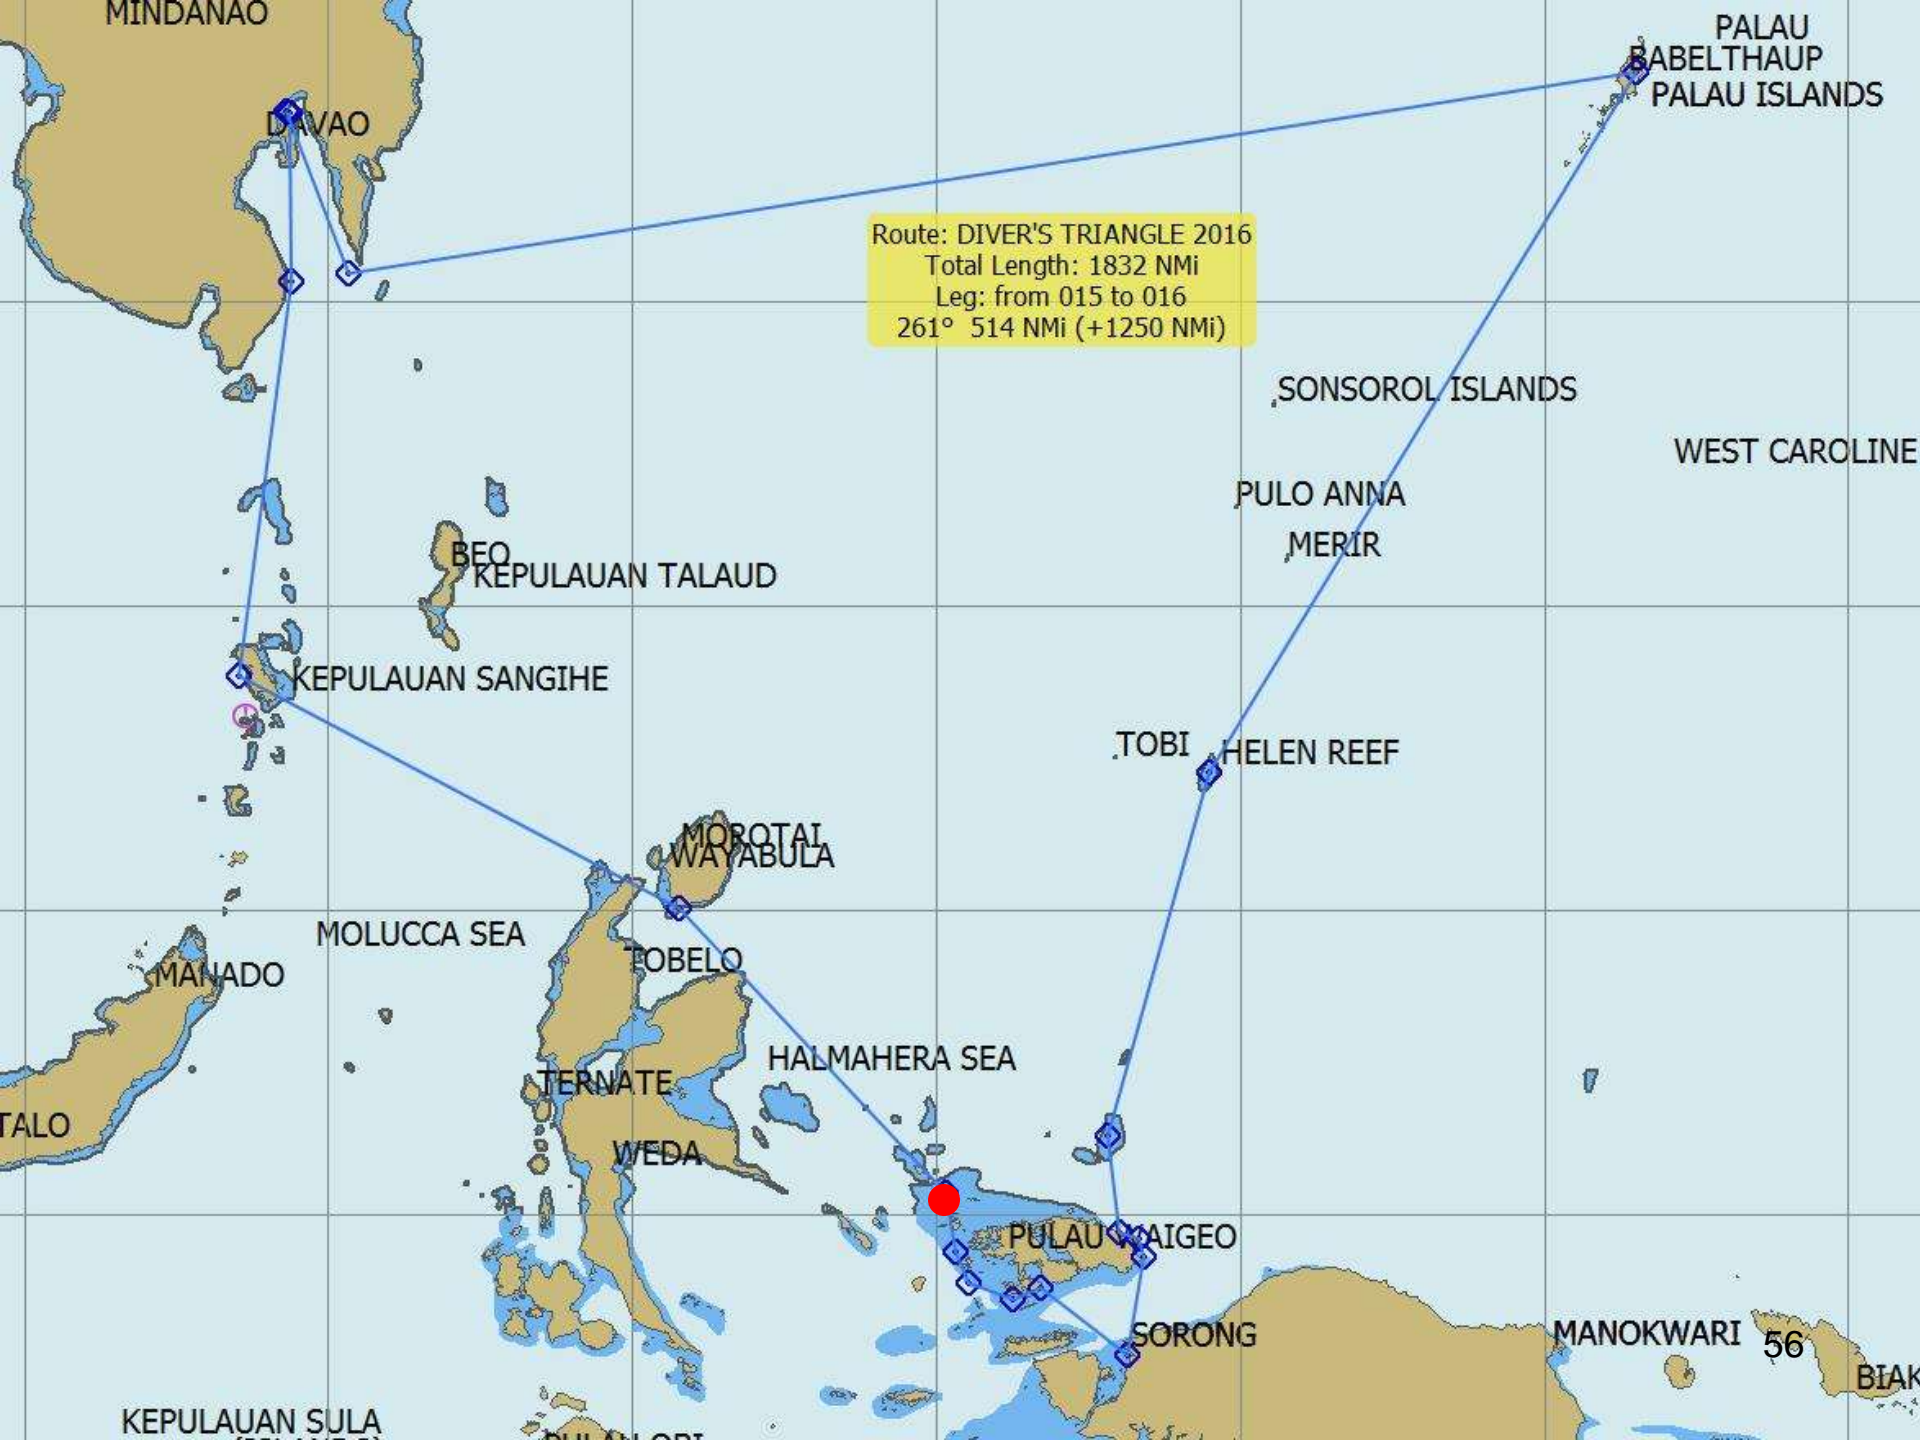 MINDANAO
PALAU
BABELTHAUP
PALAU ISLANDS
DAVAO
Route: DIVER'S TRIANGLE 2016
Total Length: 1832 NMi
Leg: from 015 to 016
261° 514 NMi (+1250 NMi)
SONSOROL ISLANDS
WEST CAROLINE
PULO ANNA
MERIR
BEO
KEPULAUAN TALAUD
KEPULAUAN SANGIHE
TOBI
HELEN REEF
MOROTAI
WAYABULA
MOLUCCA SEA
TOBELO
MANADO
HALMAHERA SEA
TERNATE
TALO
WEDA
PULAU WAIGEO
SORONG
MANOKWARI
56
BIAK
KEPULAUAN SULA